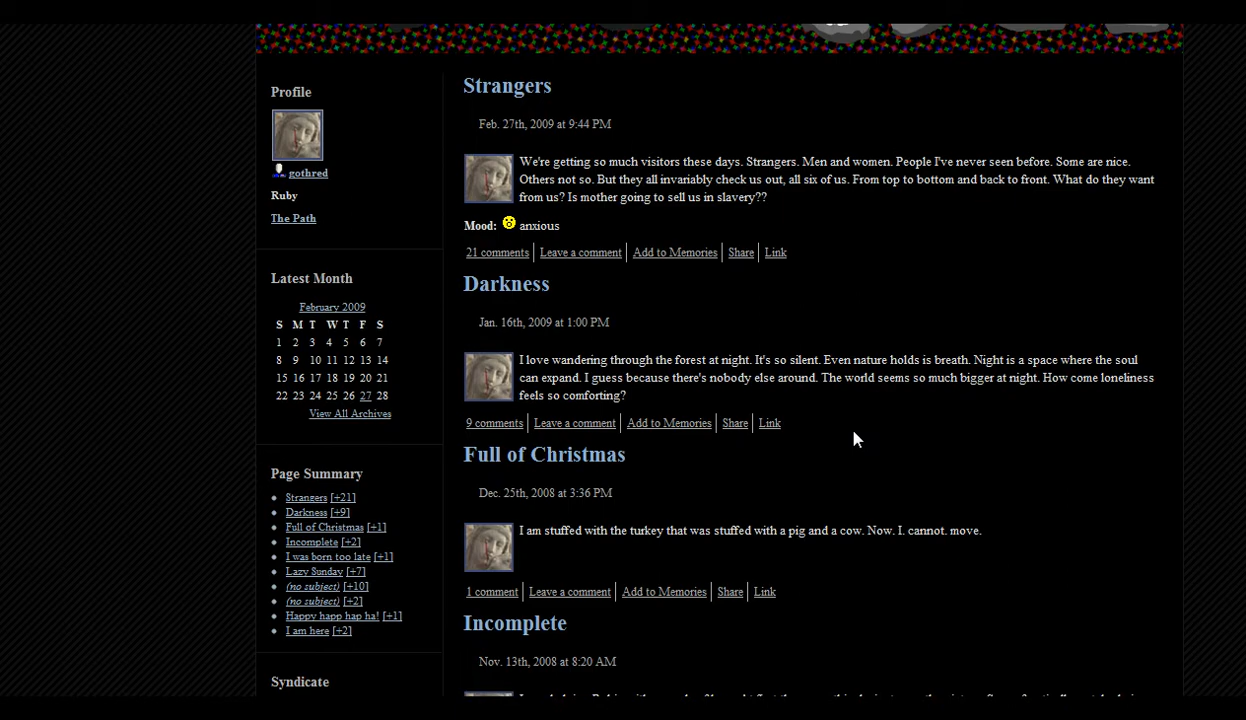 Profile
gothred
Ruby
The Path
Latest Month
February 2009
S M T W T F S
1 2 3 4 5 6 7
8 9 10 11 12 13 14
15 16 17 18 19 20 21
22 23 24 25 26 27 28
View All Archives
Page Summary
Strangers [+21]
Darkness [+9]
Full of Christmas [+1]
Incomplete [+2]
I was born too late [+1]
Lazy Sunday [+7]
(no subject) [+10]
(no subject) [+2]
Happy happ hap ha! [+1]
I am here [+2]
Syndicate
Strangers
Feb. 27th, 2009 at 9:44 PM
We're getting so much visitors these days. Strangers. Men and women. People I've never seen before. Some are nice.
Others not so. But they all invariably check us out, all six of us. From top to bottom and back to front. What do they want
from us? Is mother going to sell us in slavery??
Mood: anxious
21 comments Leave a comment Add to Memories Share Link
Darkness
Jan. 16th, 2009 at 1:00 PM
I love wandering through the forest at night. It's so silent. Even nature holds is breath. Night is a space where the soul
can expand. I guess because there's nobody else around. The world seems so much bigger at night. How come loneliness
feels so comforting?
9 comments Leave a comment Add to Memories Share Link
Full of Christmas
Dec. 25th, 2008 at 3:36 PM
I am stuffed with the turkey that was stuffed with a pig and a cow. Now. I. cannot. move.
1 comment Leave a comment Add to Memories Share Link
Incomplete
Nov. 13th, 2008 at 8:20 AM